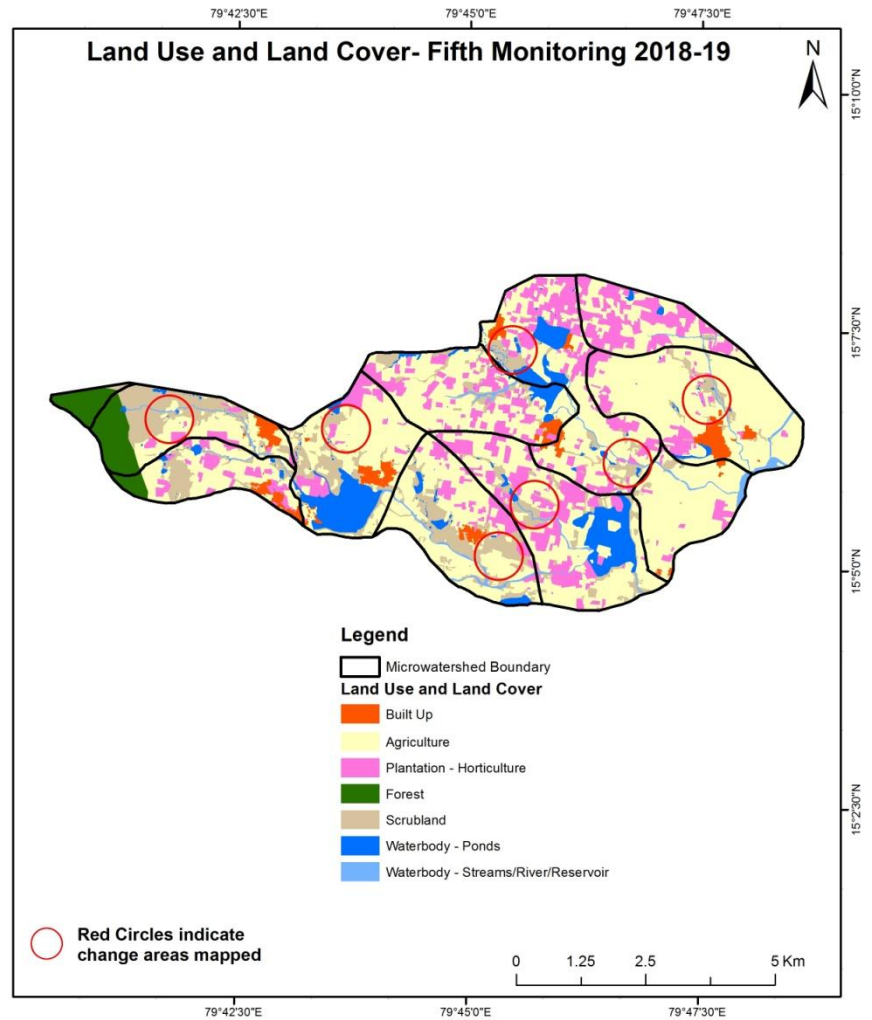 79°42'30"E 79°45'0"E 79°47'30"E
Land Use and Land Cover- Fifth Monitoring 2018-19
N
15°10'0"N
15°7'30"N
15°5'0"N
15°2'30"N
Legend
Microwatershed Boundary
Land Use and Land Cover
Built Up
Agriculture
Plantation - Horticulture
Forest
Scrubland
Waterbody - Ponds
Waterbody - Streams/River/Reservoir
Red Circles indicate
change areas mapped
0 1.25 2.5 5 Km
79°42'30"E 79°45'0"E 79°47'30"E